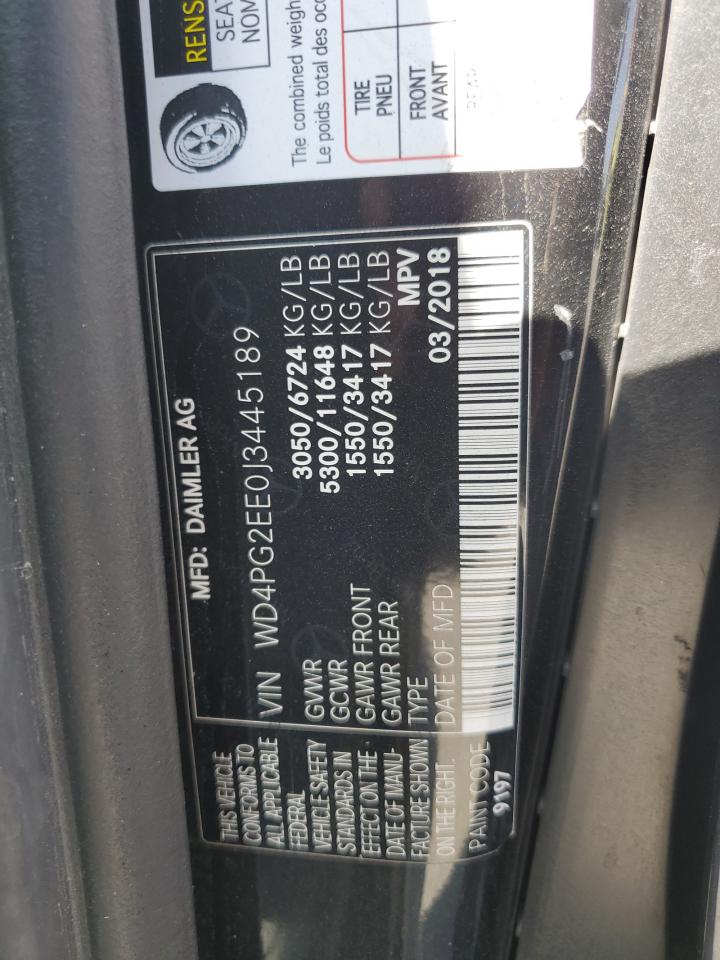 RENS
SEAT
NOM
The combined weigh
Le poids total des occ
TIRE
PNEU
FRONT
AVANT
REAR
MFD: DAIMLER AG
VIN WD4PG2EE0J3445189
GVWR 3050/6724 KG/LB
GCWR 5300/11648 KG/LB
GAWR FRONT 1550/3417 KG/LB
GAWR REAR 1550/3417 KG/LB
TYPE MPV
DATE OF MFD 03/2018
THIS VEHICLE
CONFORMS TO
ALL APPLICABLE
FEDERAL
VEHICLE SAFETY
STANDARDS IN
EFFECT ON THE
DATE OF MANU-
FACTURE SHOWN
ON THE RIGHT.
PAINT CODE
9197